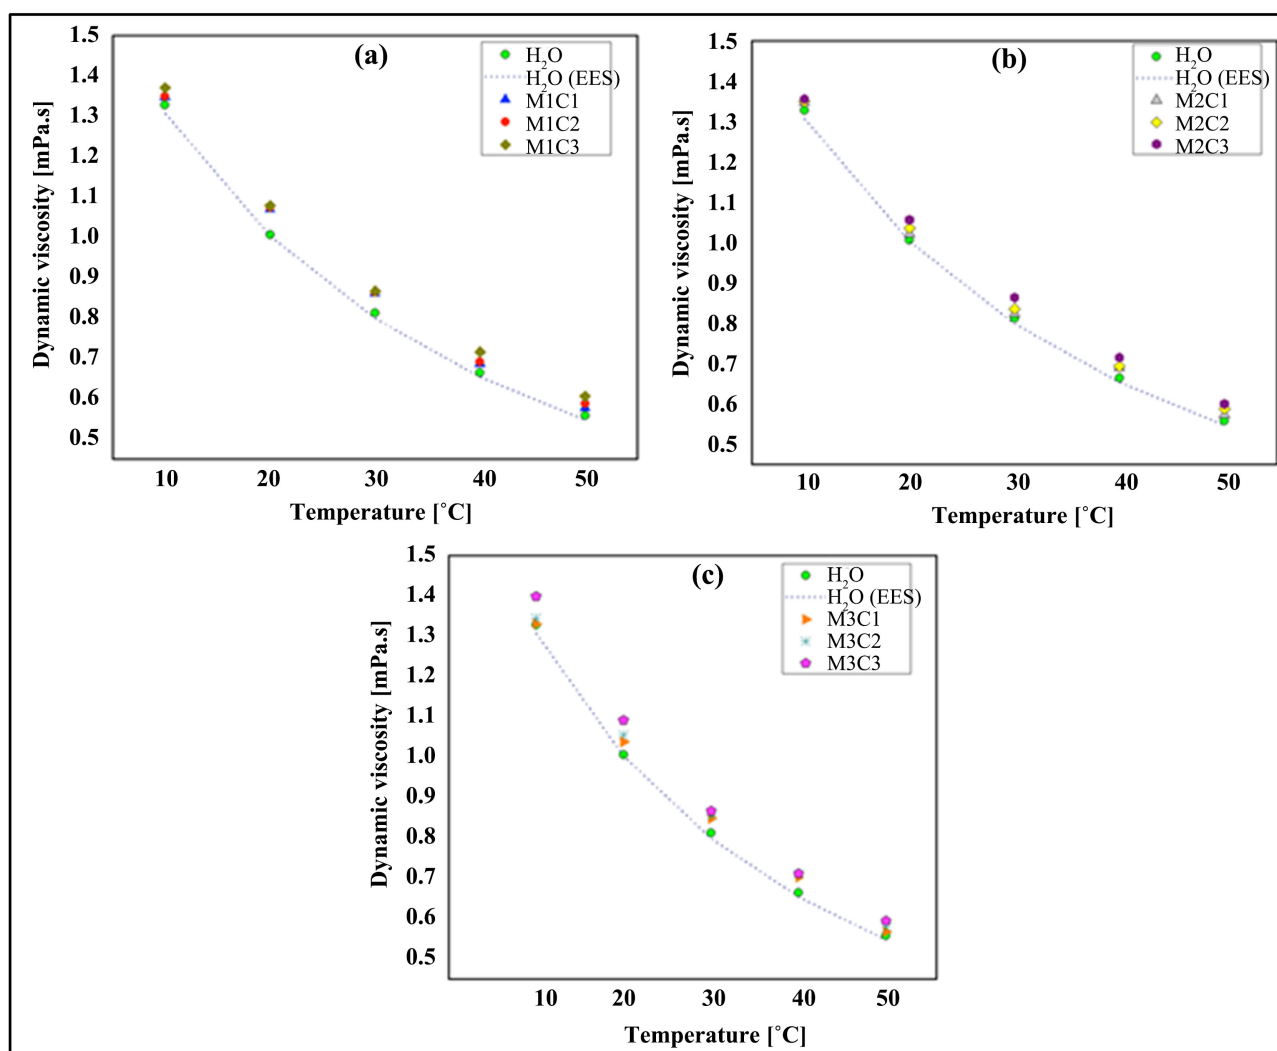 (a)
Dynamic viscosity [mPa.s]
1.5
1.4
1.3
1.2
1.1
1.0
0.9
0.8
0.7
0.6
0.5
H₂O
H₂O (EES)
M1C1
M1C2
M1C3
10 20 30 40 50
Temperature [˚C]
(b)
Dynamic viscosity [mPa.s]
1.5
1.4
1.3
1.2
1.1
1.0
0.9
0.8
0.7
0.6
0.5
H₂O
H₂O (EES)
M2C1
M2C2
M2C3
10 20 30 40 50
Temperature [˚C]
(c)
Dynamic viscosity [mPa.s]
1.5
1.4
1.3
1.2
1.1
1.0
0.9
0.8
0.7
0.6
0.5
H₂O
H₂O (EES)
M3C1
M3C2
M3C3
10 20 30 40 50
Temperature [˚C]